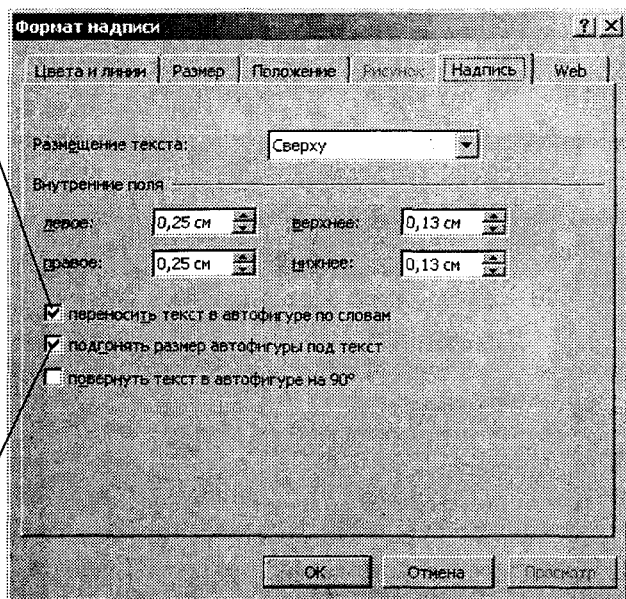 Формат надписи ? ×
Цвета и линии Размер Положение Рисунок Надпись Web
Размещение текста: Сверху
Внутренние поля
левое: 0,25 см верхнее: 0,13 см
правое: 0,25 см нижнее: 0,13 см
переносить текст в автофигуре по словам
подгонять размер автофигуры под текст
повернуть текст в автофигуре на 90°
ОК Отмена Просмотр